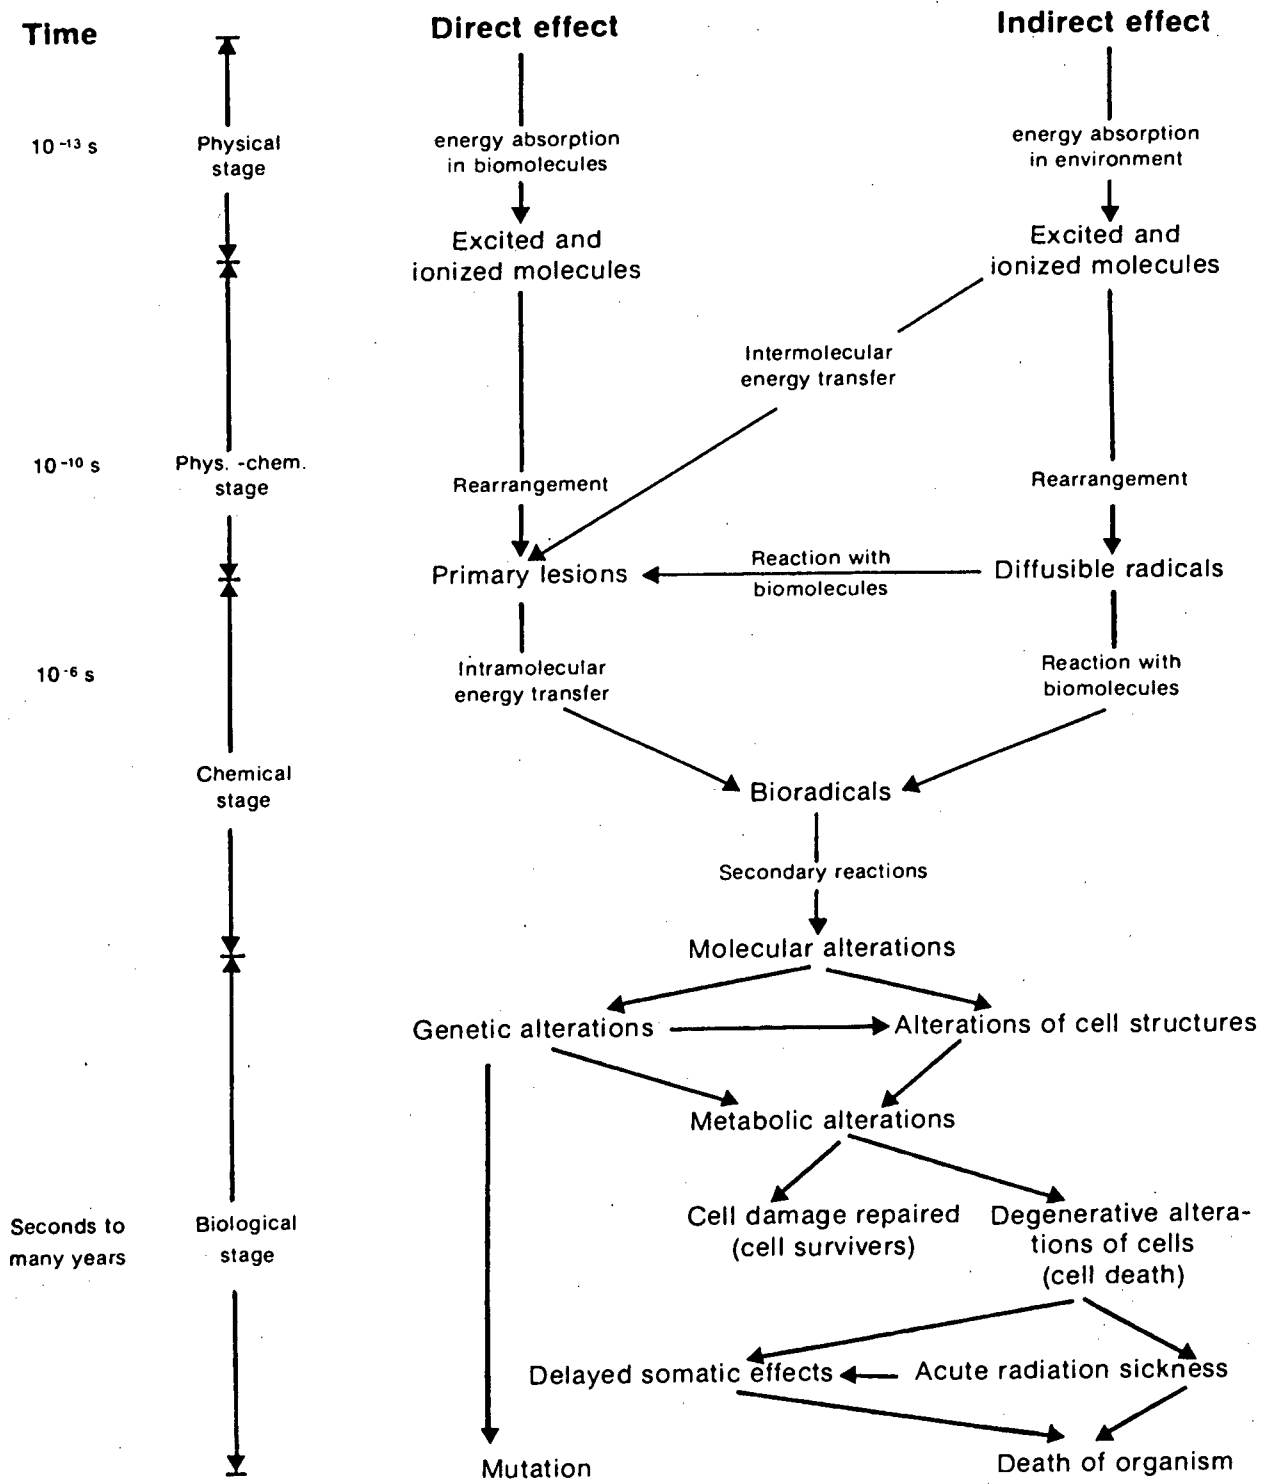 Time
Direct effect
Indirect effect
10⁻¹³ s
Physical
stage
energy absorption
in biomolecules
energy absorption
in environment
Excited and
ionized molecules
Excited and
ionized molecules
Intermolecular
energy transfer
10⁻¹⁰ s
Phys. -chem.
stage
Rearrangement
Rearrangement
Primary lesions
Reaction with
biomolecules
Diffusible radicals
10⁻⁶ s
Intramolecular
energy transfer
Reaction with
biomolecules
Chemical
stage
Bioradicals
Secondary reactions
Molecular alterations
Genetic alterations
Alterations of cell structures
Metabolic alterations
Seconds to
many years
Biological
stage
Cell damage repaired
(cell survivers)
Degenerative altera-
tions of cells
(cell death)
Delayed somatic effects
Acute radiation sickness
Mutation
Death of organism